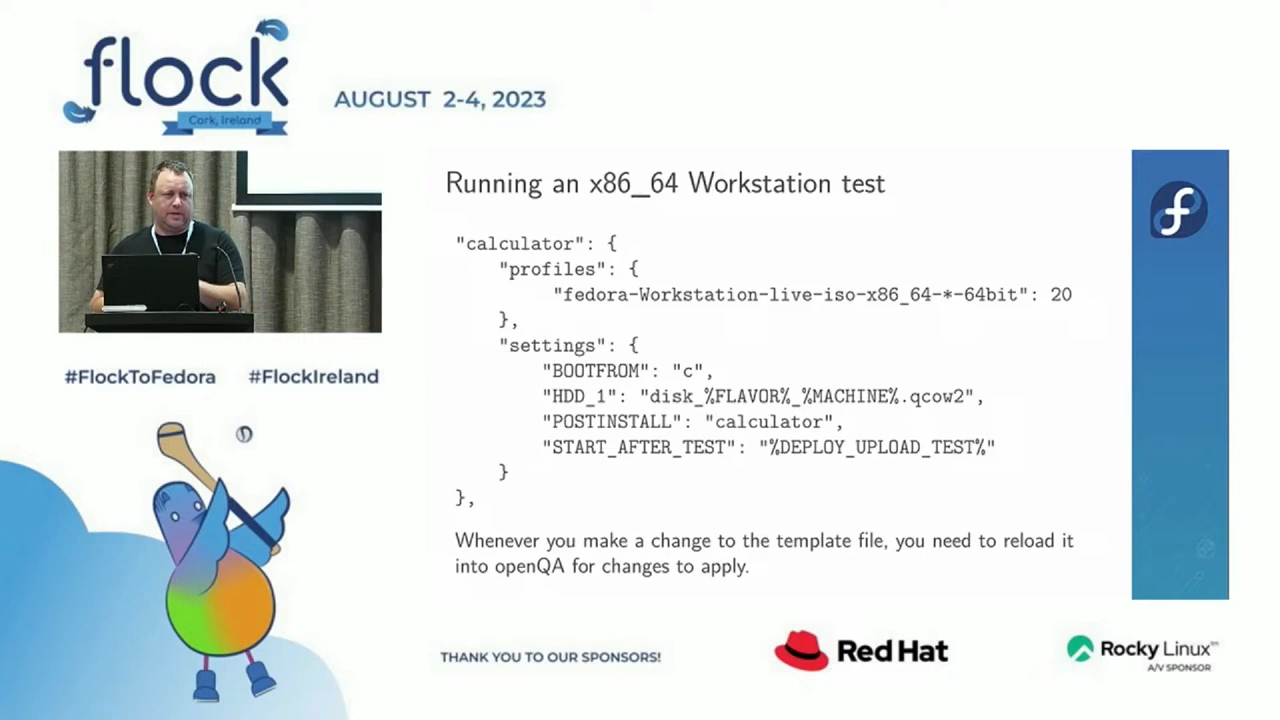 flock
Cork, Ireland
AUGUST 2-4, 2023
Running an x86_64 Workstation test
"calculator": {
"profiles": {
"fedora-Workstation-live-iso-x86_64-*-64bit": 20
},
"settings": {
"BOOTFROM": "c",
"HDD_1": "disk_%FLAVOR%_%MACHINE%.qcow2",
"POSTINSTALL": "calculator",
"START_AFTER_TEST": "%DEPLOY_UPLOAD_TEST%"
}
},
Whenever you make a change to the template file, you need to reload it
into openQA for changes to apply.
#FlockToFedora #FlockIreland
THANK YOU TO OUR SPONSORS!
Red Hat
Rocky Linux™
A/V SPONSOR